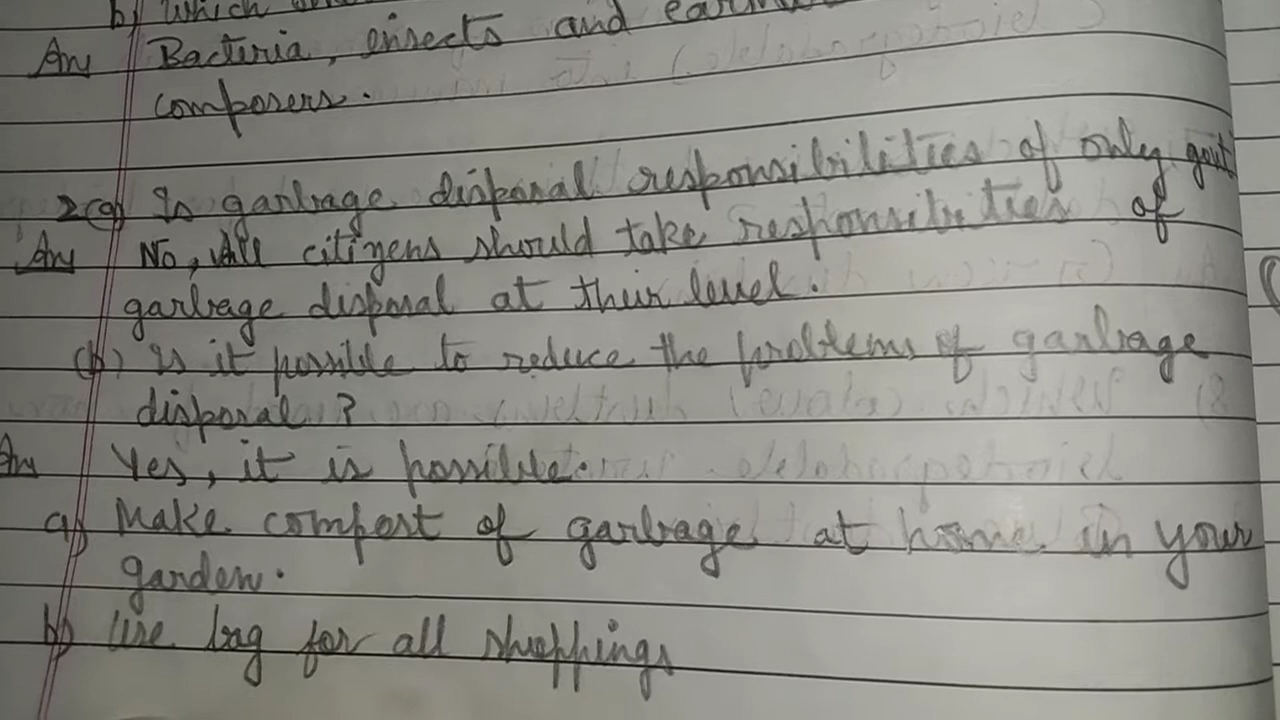 b) Which
Ans Bacteria, insects and
composers.
2(a) Is garbage disposal responsibilities of only govt
Ans No, All citizens should take responsibilities of
garbage disposal at their level.
(b) Is it possible to reduce the problems of garbage
disposal?
Ans Yes, it is possible.
a) Make compost of garbage at home in your
garden.
b) Use bag for all shoppings